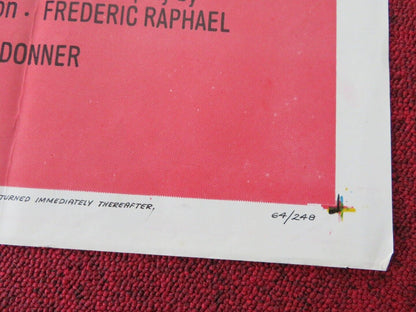 on · FREDERIC RAPHAEL
DONNER
TURNED IMMEDIATELY THEREAFTER,
64/248